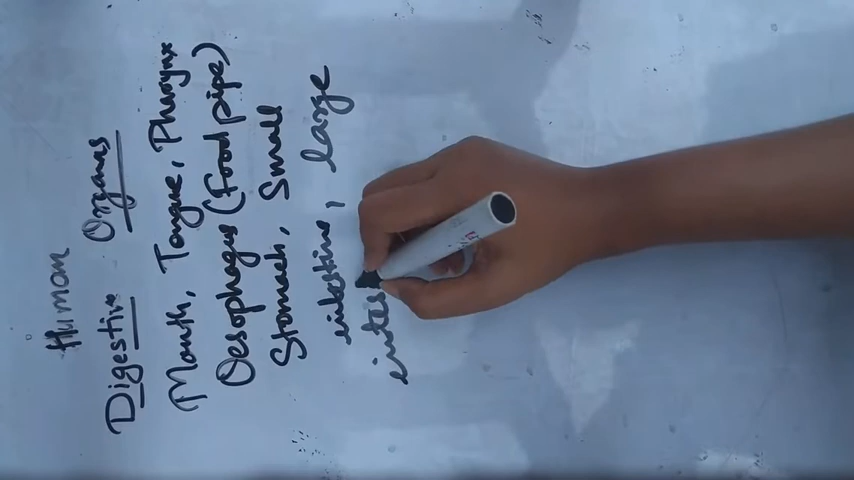 Human
Digestive Organs
Mouth, Tongue, Pharynx
Oesophagus (Food pipe)
Stomach, Small
intestine, large
intes